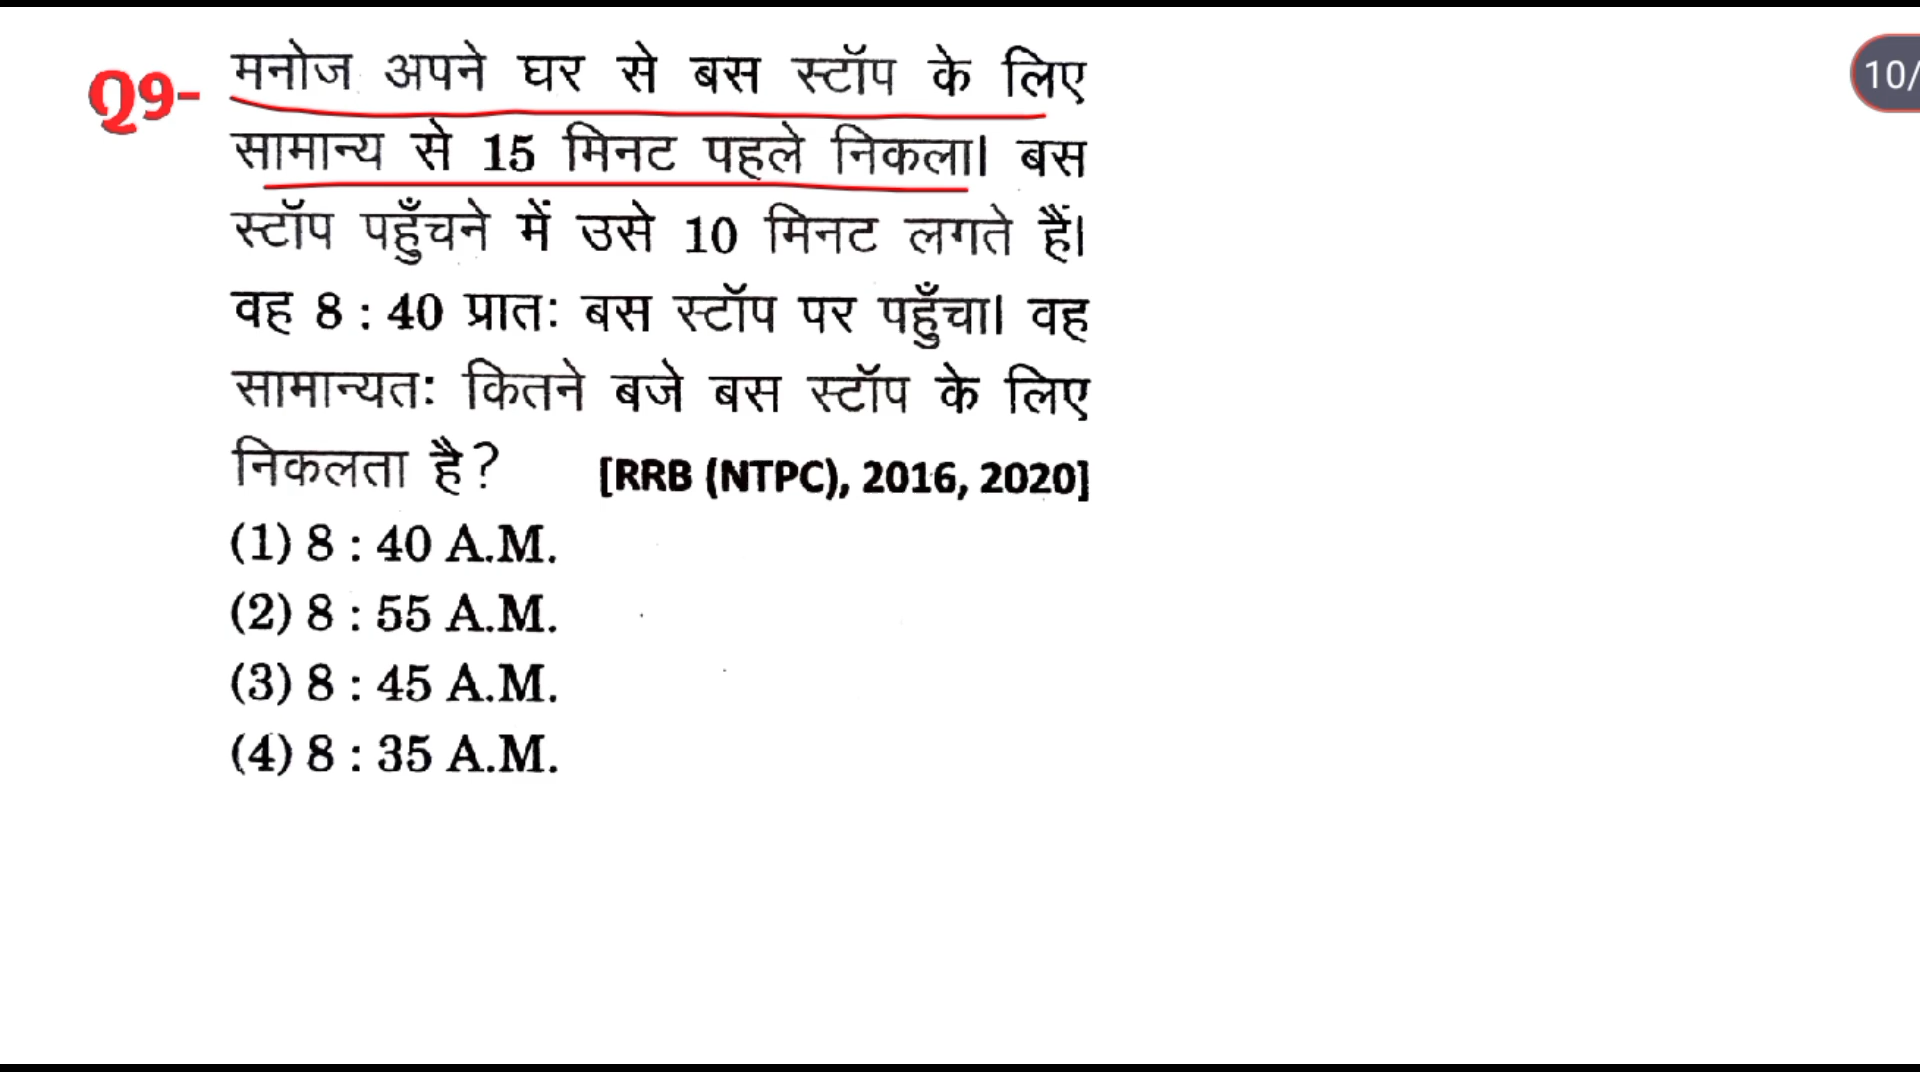 Q9- मनोज अपने घर से बस स्टॉप के लिए
सामान्य से 15 मिनट पहले निकला। बस
स्टॉप पहुँचने में उसे 10 मिनट लगते हैं।
वह 8 : 40 प्रातः बस स्टॉप पर पहुँचा। वह
सामान्यतः कितने बजे बस स्टॉप के लिए
निकलता है? [RRB (NTPC), 2016, 2020]
(1) 8 : 40 A.M.
(2) 8 : 55 A.M.
(3) 8 : 45 A.M.
(4) 8 : 35 A.M.
10/